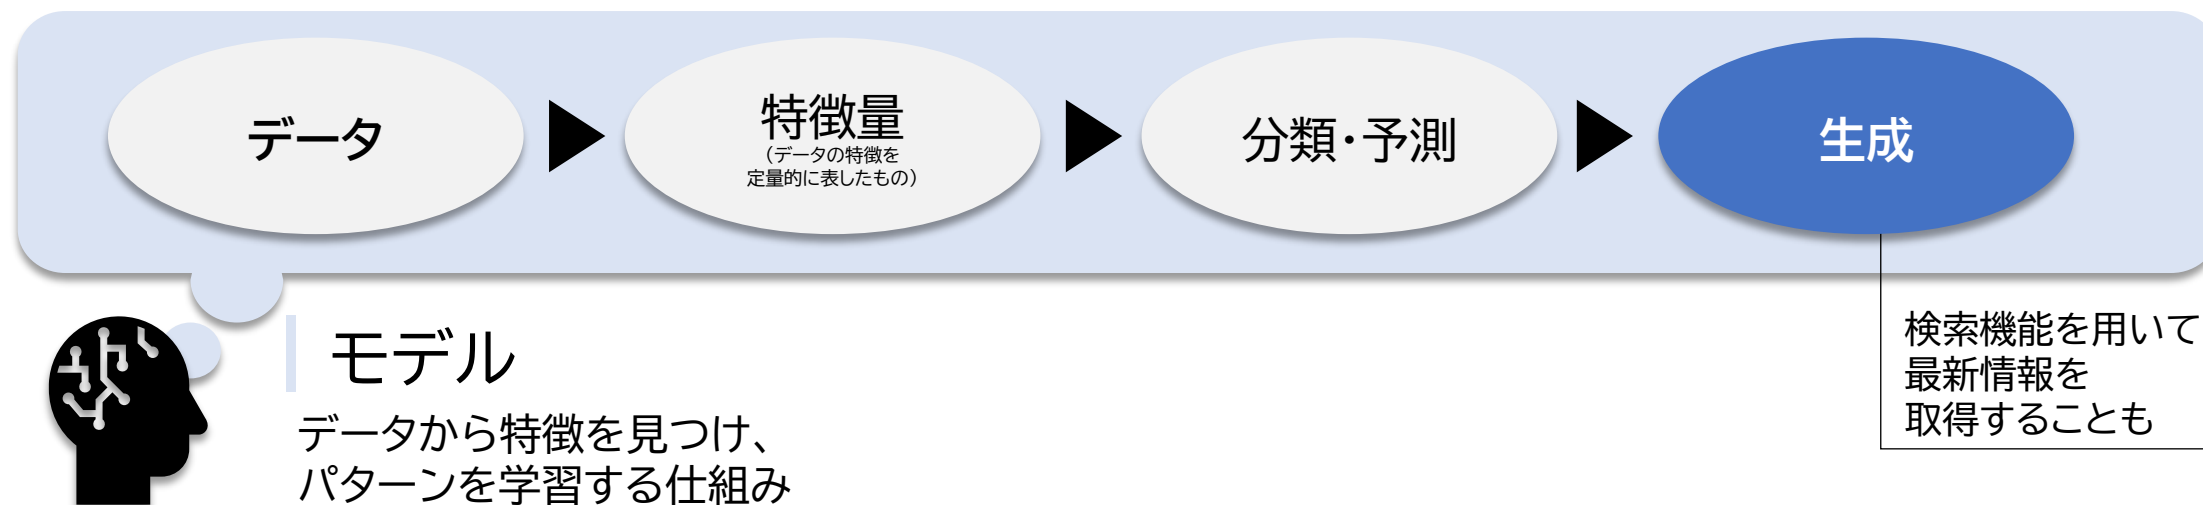 データ
特徴量
（データの特徴を
定量的に表したもの）
分類・予測
生成
モデル
データから特徴を見つけ、
パターンを学習する仕組み
検索機能を用いて
最新情報を
取得することも